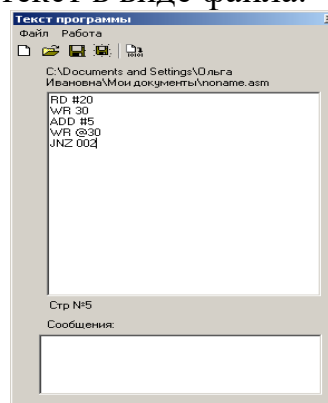 текст в виде файла.
Текст программы
Файл Работа
C:\Documents and Settings\Ольга
Ивановна\Мои документы\noname.asm
RD #20
WR 30
ADD #5
WR @30
JNZ 002
Стр №5
Сообщения: